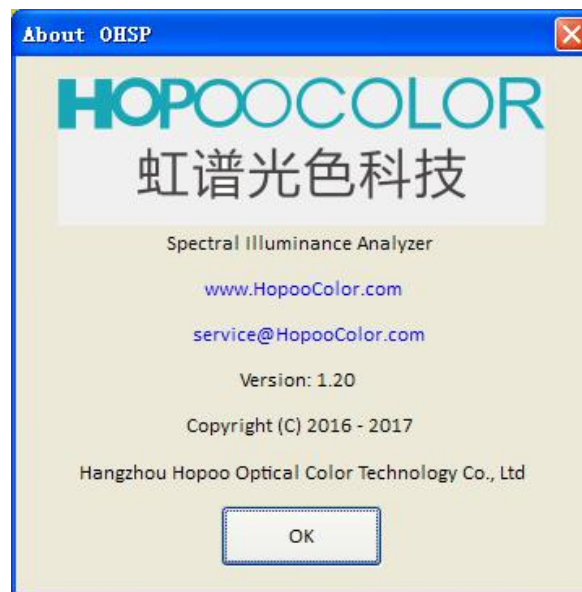 About OHSP
HOPOOCOLOR
虹谱光色科技
Spectral Illuminance Analyzer
www.HopooColor.com
service@HopooColor.com
Version: 1.20
Copyright (C) 2016 - 2017
Hangzhou Hopoo Optical Color Technology Co., Ltd
OK